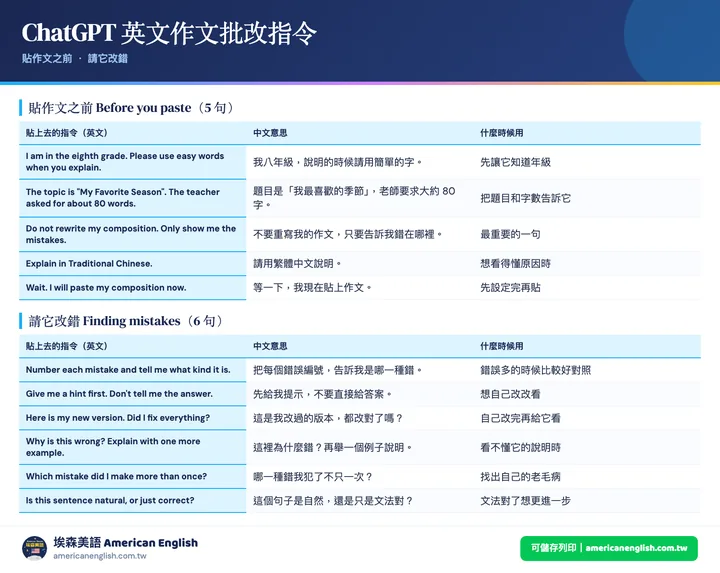 ChatGPT 英文作文批改指令
貼作文之前 · 請它改錯
貼作文之前 Before you paste（5 句）
貼上去的指令（英文） 中文意思 什麼時候用
I am in the eighth grade. Please use easy words
when you explain.
我八年級，說明的時候請用簡單的字。 先讓它知道年級
The topic is "My Favorite Season". The teacher
asked for about 80 words.
題目是「我最喜歡的季節」，老師要求大約 80
字。
把題目和字數告訴它
Do not rewrite my composition. Only show me the
mistakes.
不要重寫我的作文，只要告訴我錯在哪裡。 最重要的一句
Explain in Traditional Chinese. 請用繁體中文說明。 想看得懂原因時
Wait. I will paste my composition now. 等一下，我現在貼上作文。 先設定完再貼
請它改錯 Finding mistakes（6 句）
貼上去的指令（英文） 中文意思 什麼時候用
Number each mistake and tell me what kind it is. 把每個錯誤編號，告訴我是哪一種錯。 錯誤多的時候比較好對照
Give me a hint first. Don't tell me the answer. 先給我提示，不要直接給答案。 想自己改改看
Here is my new version. Did I fix everything? 這是我改過的版本，都改對了嗎？ 自己改完再給它看
Why is this wrong? Explain with one more
example.
這裡為什麼錯？再舉一個例子說明。 看不懂它的說明時
Which mistake did I make more than once? 哪一種錯我犯了不只一次？ 找出自己的老毛病
Is this sentence natural, or just correct? 這個句子是自然，還是只是文法對？ 文法對了想更進一步
埃森美語 American English
americanenglish.com.tw
可儲存列印｜americanenglish.com.tw